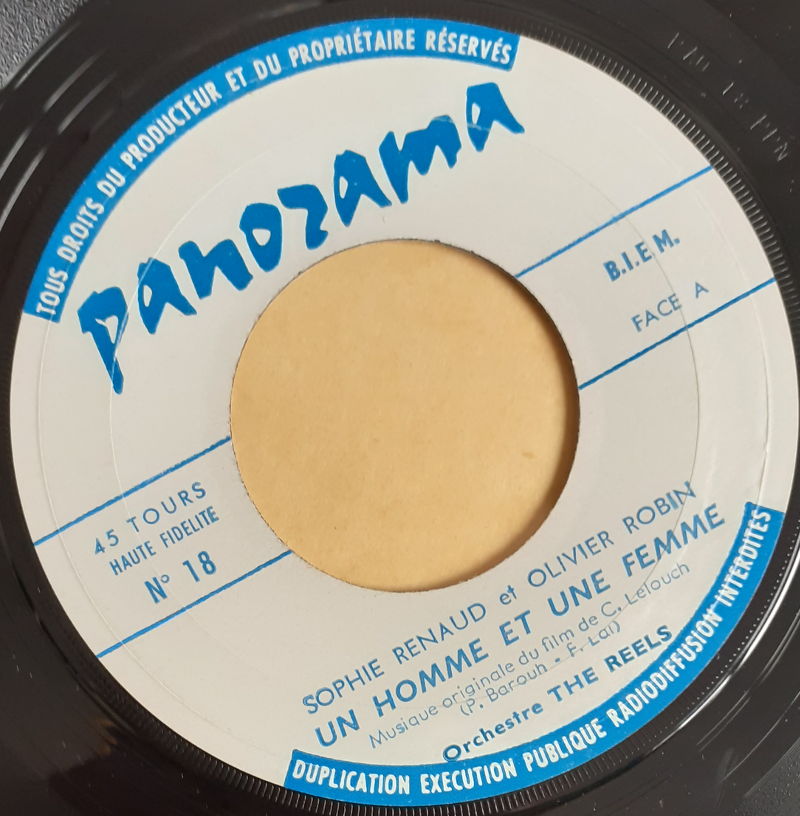 TOUS DROITS DU PRODUCTEUR ET DU PROPRIÉTAIRE RÉSERVÉS
panorama
B.I.E.M.
FACE A
45 TOURS
HAUTE FIDELITE
N° 18
SOPHIE RENAUD et OLIVIER ROBIN
UN HOMME ET UNE FEMME
Musique originale du film de C. Lelouch
(P. Barouh - F. Lai)
Orchestre THE REELS
DUPLICATION EXECUTION PUBLIQUE RADIODIFFUSION INTERDITES